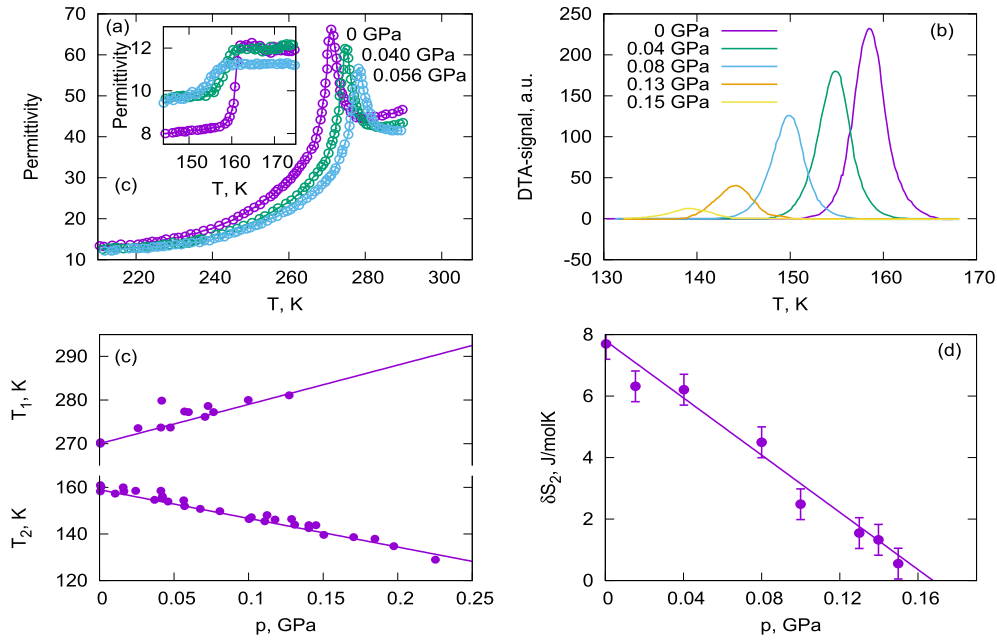 (a)
0 GPa
0.040 GPa
0.056 GPa
Permittivity
70
60
50
40
30
20
10
Permittivity
12
10
8
150
160
170
T, K
(c)
220
240
260
280
300
T, K
(b)
0 GPa
0.04 GPa
0.08 GPa
0.13 GPa
0.15 GPa
DTA-signal, a.u.
250
200
150
100
50
0
-50
130
140
150
160
170
T, K
(c)
T1, K
290
280
270
T2, K
160
140
120
0
0.05
0.1
0.15
0.2
0.25
p, GPa
(d)
δS2, J/molK
8
6
4
2
0
0
0.04
0.08
0.12
0.16
p, GPa